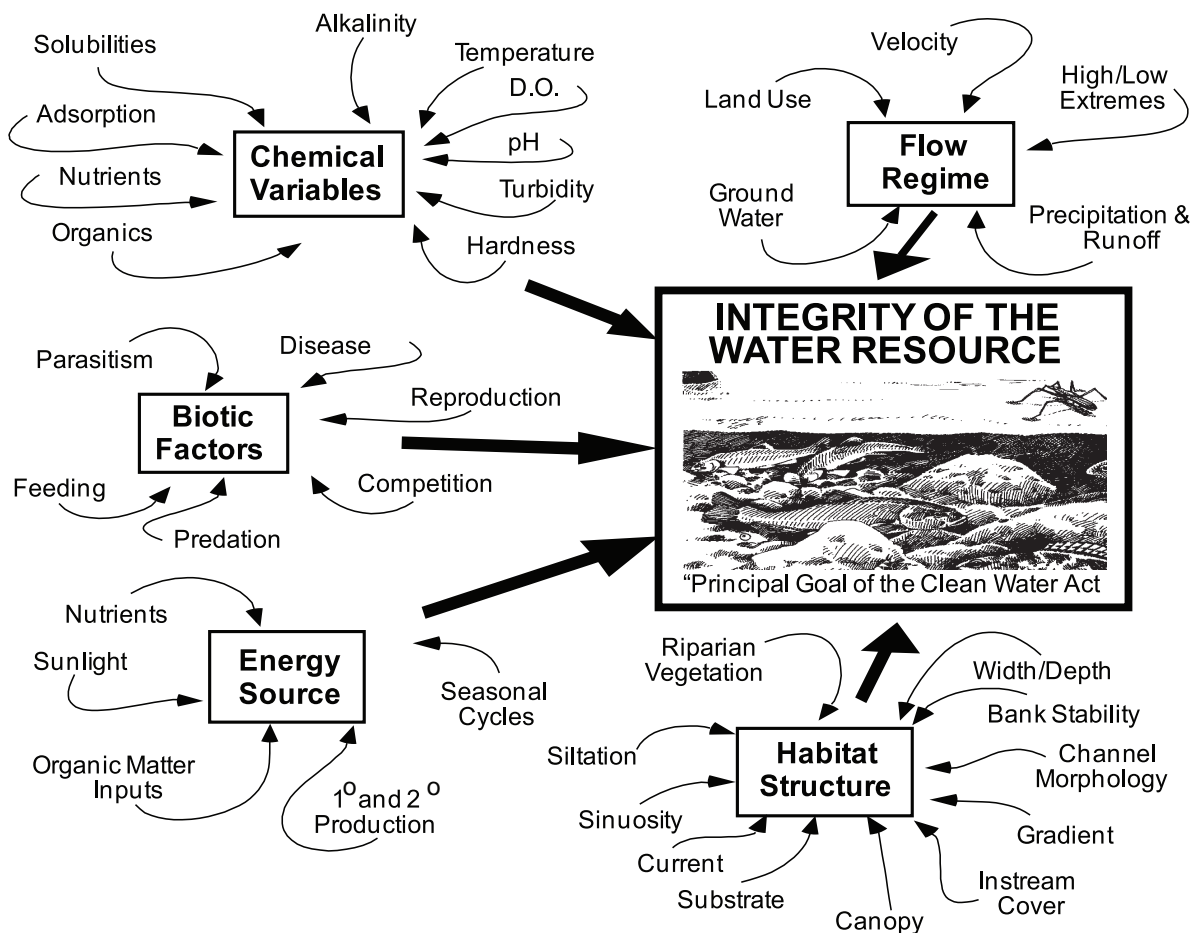 Solubilities
Alkalinity
Temperature
D.O.
Adsorption
pH
Nutrients
Turbidity
Organics
Hardness
Chemical
Variables
Velocity
Land Use
High/Low
Extremes
Flow
Regime
Ground
Water
Precipitation &
Runoff
INTEGRITY OF THE
WATER RESOURCE
"Principal Goal of the Clean Water Act
Parasitism
Disease
Reproduction
Biotic
Factors
Feeding
Predation
Competition
Nutrients
Sunlight
Energy
Source
Seasonal
Cycles
Organic Matter
Inputs
1º and 2º
Production
Riparian
Vegetation
Width/Depth
Bank Stability
Siltation
Habitat
Structure
Channel
Morphology
Sinuosity
Gradient
Current
Substrate
Canopy
Instream
Cover